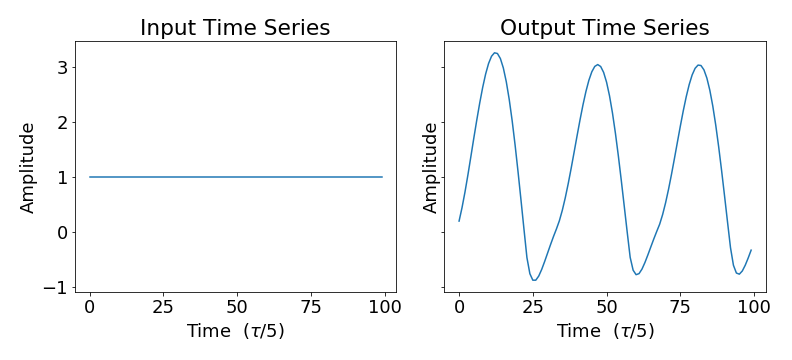 Input Time Series
Amplitude
3
2
1
0
−1
0 25 50 75 100
Time (τ/5)
Output Time Series
Amplitude
0 25 50 75 100
Time (τ/5)